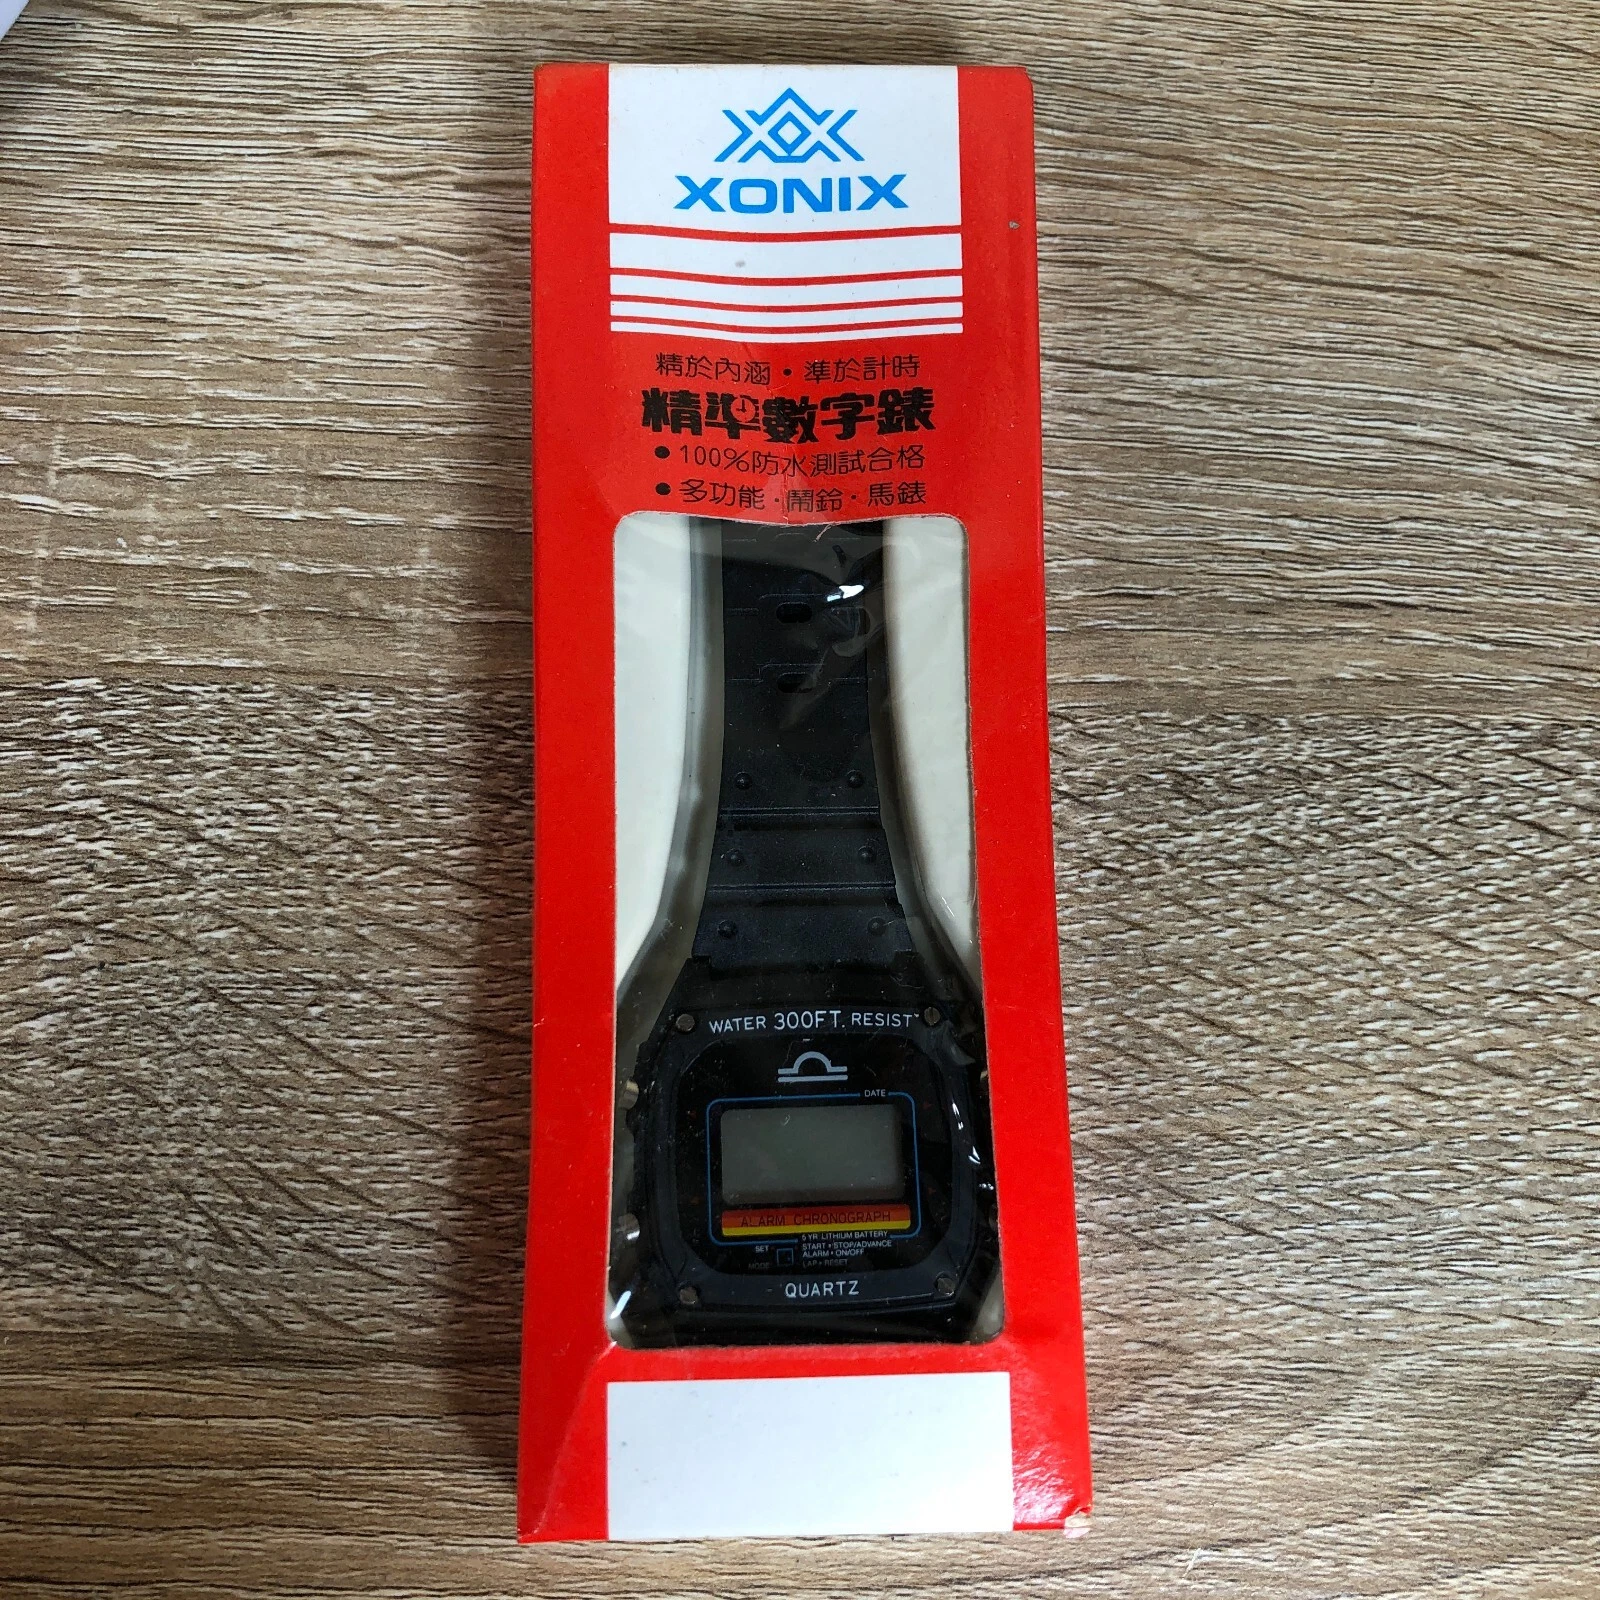 XONIX
精於內涵・準於計時
精準數字錶
●100%防水測試合格
●多功能・鬧鈴・馬錶
WATER 300FT. RESIST
DATE
ALARM CHRONOGRAPH
5 YR. LITHIUM BATTERY
SET
START • STOP/ADVANCE
ALARM • ON/OFF
MODE
LAP • RESET
QUARTZ